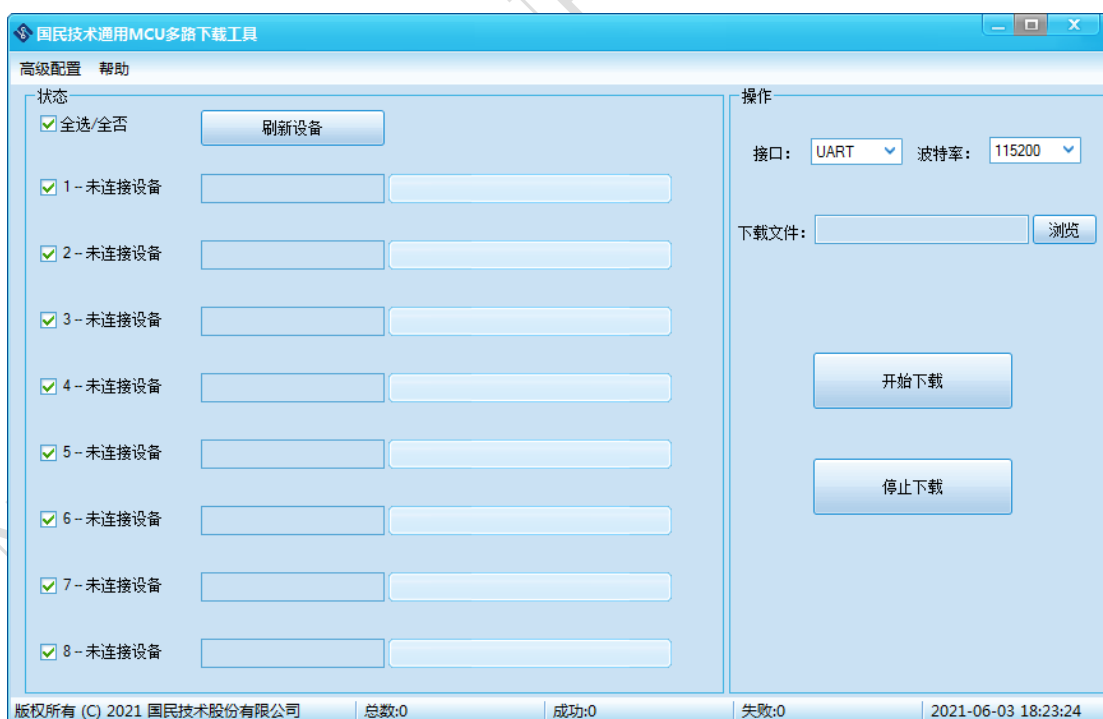 国民技术通用MCU多路下载工具
高级配置 帮助
状态
全选/全否 刷新设备
1--未连接设备
2--未连接设备
3--未连接设备
4--未连接设备
5--未连接设备
6--未连接设备
7--未连接设备
8--未连接设备
操作
接口： UART 波特率： 115200
下载文件： 浏览
开始下载
停止下载
版权所有 (C) 2021 国民技术股份有限公司 总数:0 成功:0 失败:0 2021-06-03 18:23:24